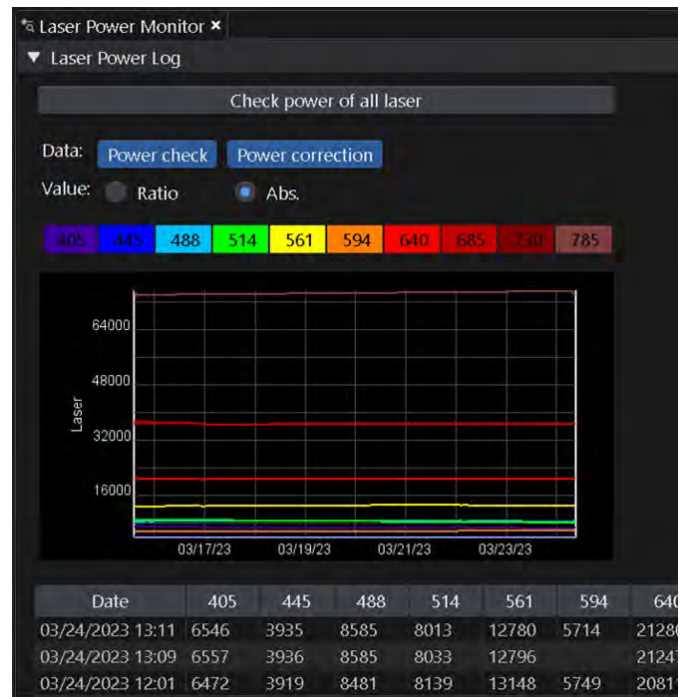 Laser Power Monitor ×
▼ Laser Power Log
Check power of all laser
Data: Power check Power correction
Value: Ratio Abs.
405 445 488 514 561 594 640 685 730 785
64000
48000
Laser
32000
16000
03/17/23 03/19/23 03/21/23 03/23/23
Date 405 445 488 514 561 594 640
03/24/2023 13:11 6546 3935 8585 8013 12780 5714 21280
03/24/2023 13:09 6557 3936 8585 8033 12796 21247
03/24/2023 12:01 6472 3919 8481 8139 13148 5749